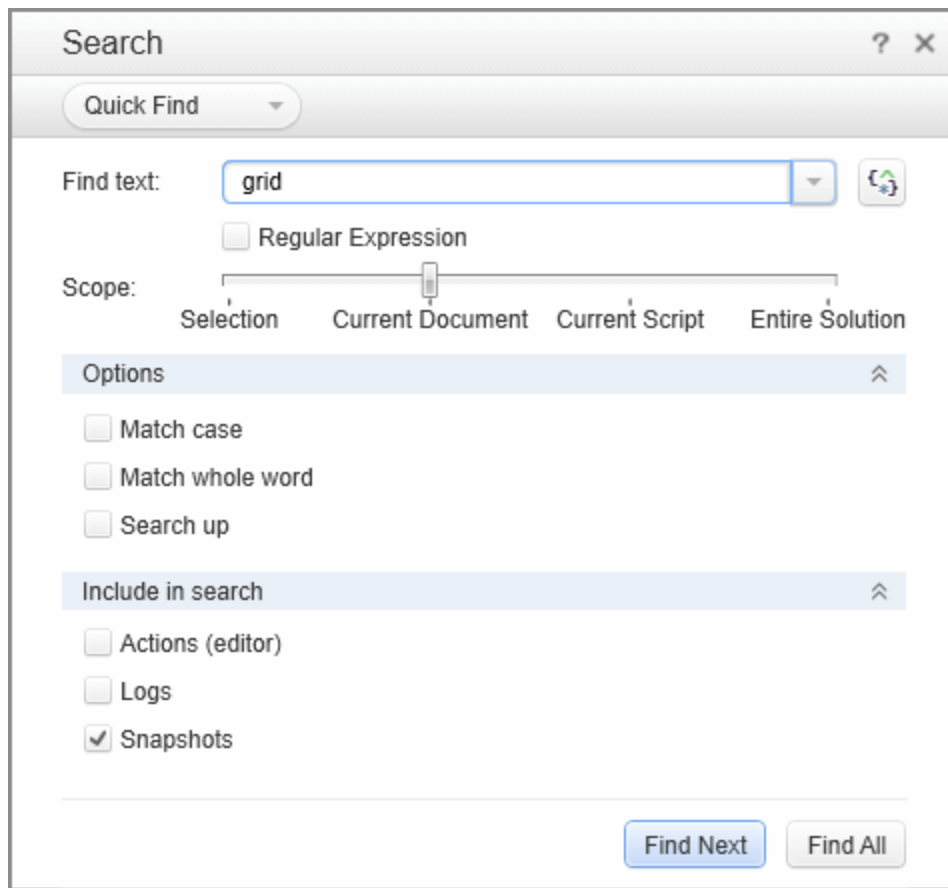 Search ?
Quick Find
Find text: grid
Regular Expression
Scope:
Selection Current Document Current Script Entire Solution
Options
Match case
Match whole word
Search up
Include in search
Actions (editor)
Logs
Snapshots
Find Next Find All